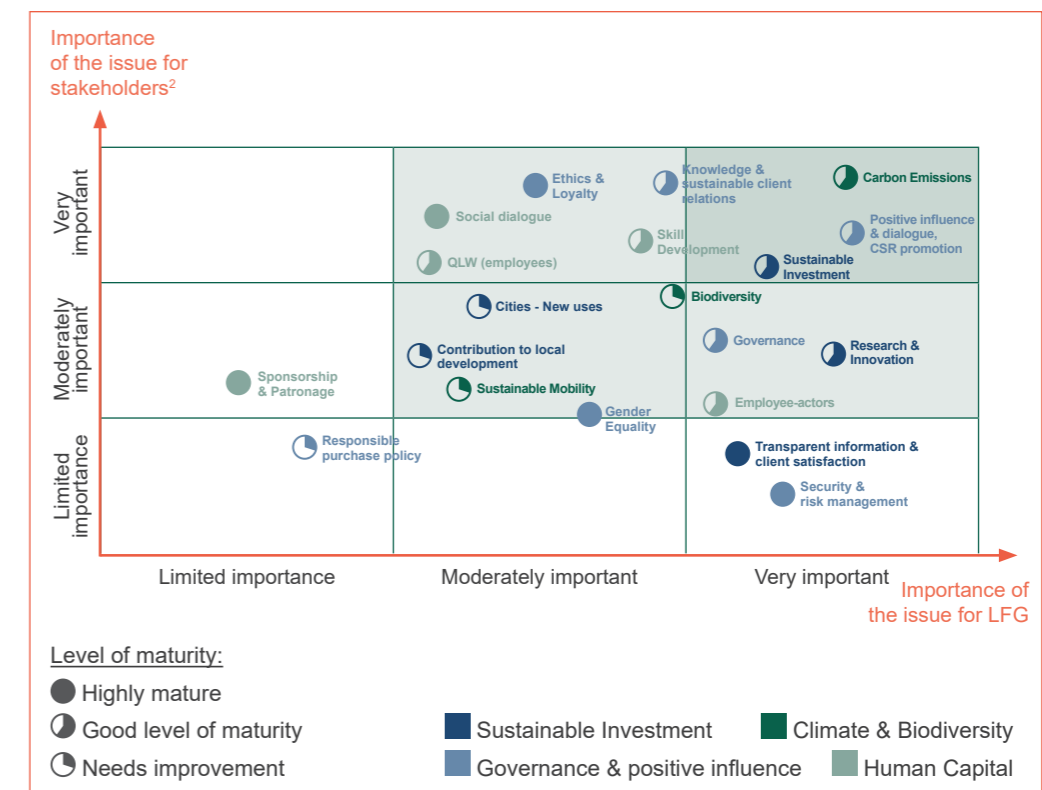 Importance
of the issue for
stakeholders2
Very
important
Moderately
important
Limited
importance
Ethics &
Loyalty
Knowledge &
sustainable client
relations
Carbon Emissions
Social dialogue
Positive influence
& dialogue,
CSR promotion
Skill
Development
QLW (employees)
Sustainable
Investment
Biodiversity
Cities - New uses
Governance
Contribution to local
development
Research &
Innovation
Sponsorship
& Patronage
Sustainable Mobility
Employee-actors
Gender
Equality
Responsible
purchase policy
Transparent information &
client satisfaction
Security &
risk management
Limited importance
Moderately important
Very important
Importance of
the issue for LFG
Level of maturity:
Highly mature
Good level of maturity
Needs improvement
Sustainable Investment
Climate & Biodiversity
Governance & positive influence
Human Capital